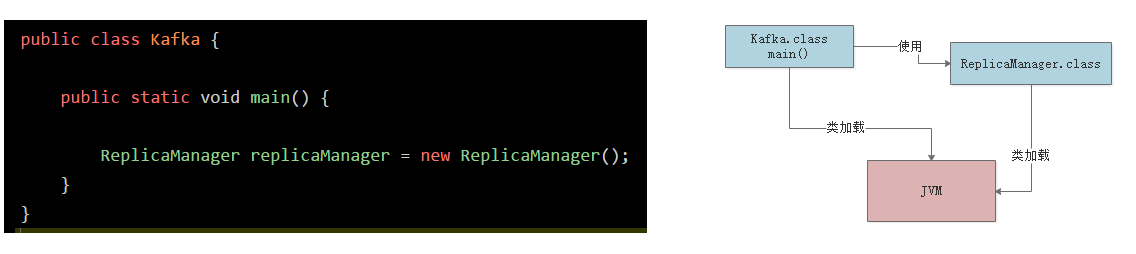 public class Kafka {
public static void main() {
ReplicaManager replicaManager = new ReplicaManager();
}
}
Kafka.class
main()
使用
ReplicaManager.class
类加载
类加载
JVM